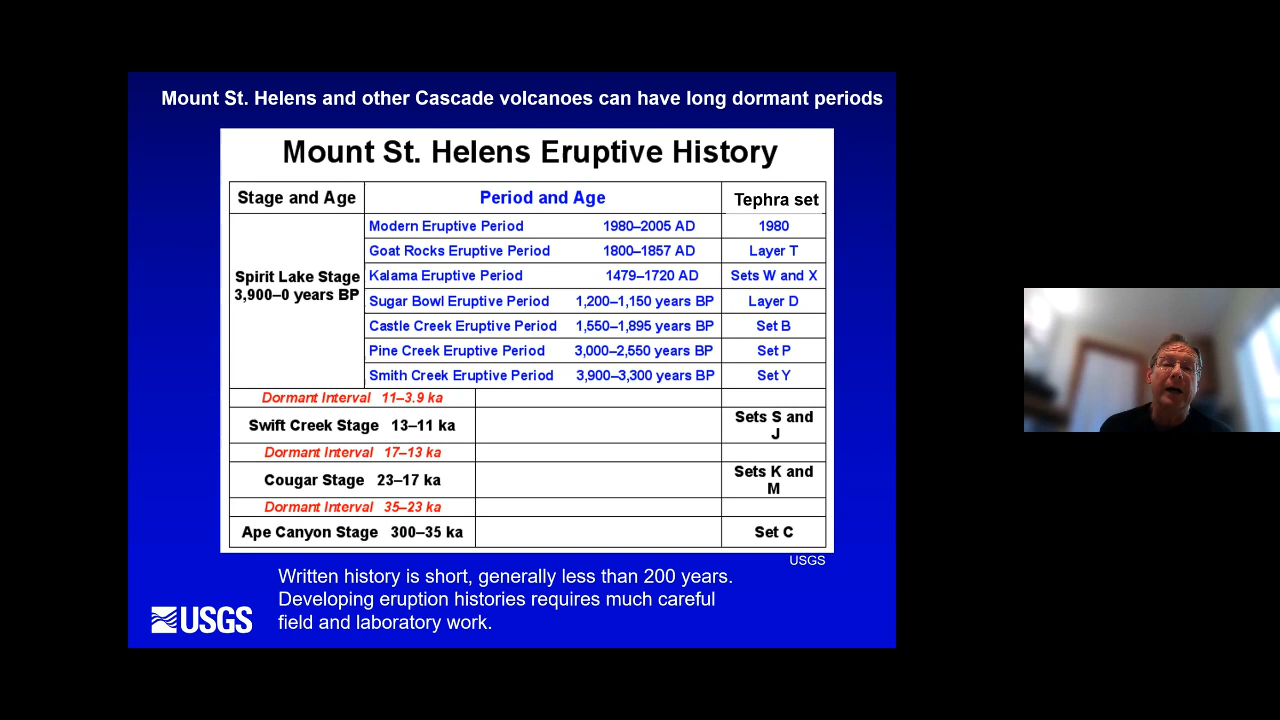 Mount St. Helens and other Cascade volcanoes can have long dormant periods
Mount St. Helens Eruptive History
Stage and Age Period and Age Tephra set
Spirit Lake Stage
3,900–0 years BP
Modern Eruptive Period 1980–2005 AD 1980
Goat Rocks Eruptive Period 1800–1857 AD Layer T
Kalama Eruptive Period 1479–1720 AD Sets W and X
Sugar Bowl Eruptive Period 1,200–1,150 years BP Layer D
Castle Creek Eruptive Period 1,550–1,895 years BP Set B
Pine Creek Eruptive Period 3,000–2,550 years BP Set P
Smith Creek Eruptive Period 3,900–3,300 years BP Set Y
Dormant Interval 11–3.9 ka
Swift Creek Stage 13–11 ka
Sets S and
J
Dormant Interval 17–13 ka
Cougar Stage 23–17 ka
Sets K and
M
Dormant Interval 35–23 ka
Ape Canyon Stage 300–35 ka Set C
USGS
Written history is short, generally less than 200 years.
Developing eruption histories requires much careful
field and laboratory work.
USGS